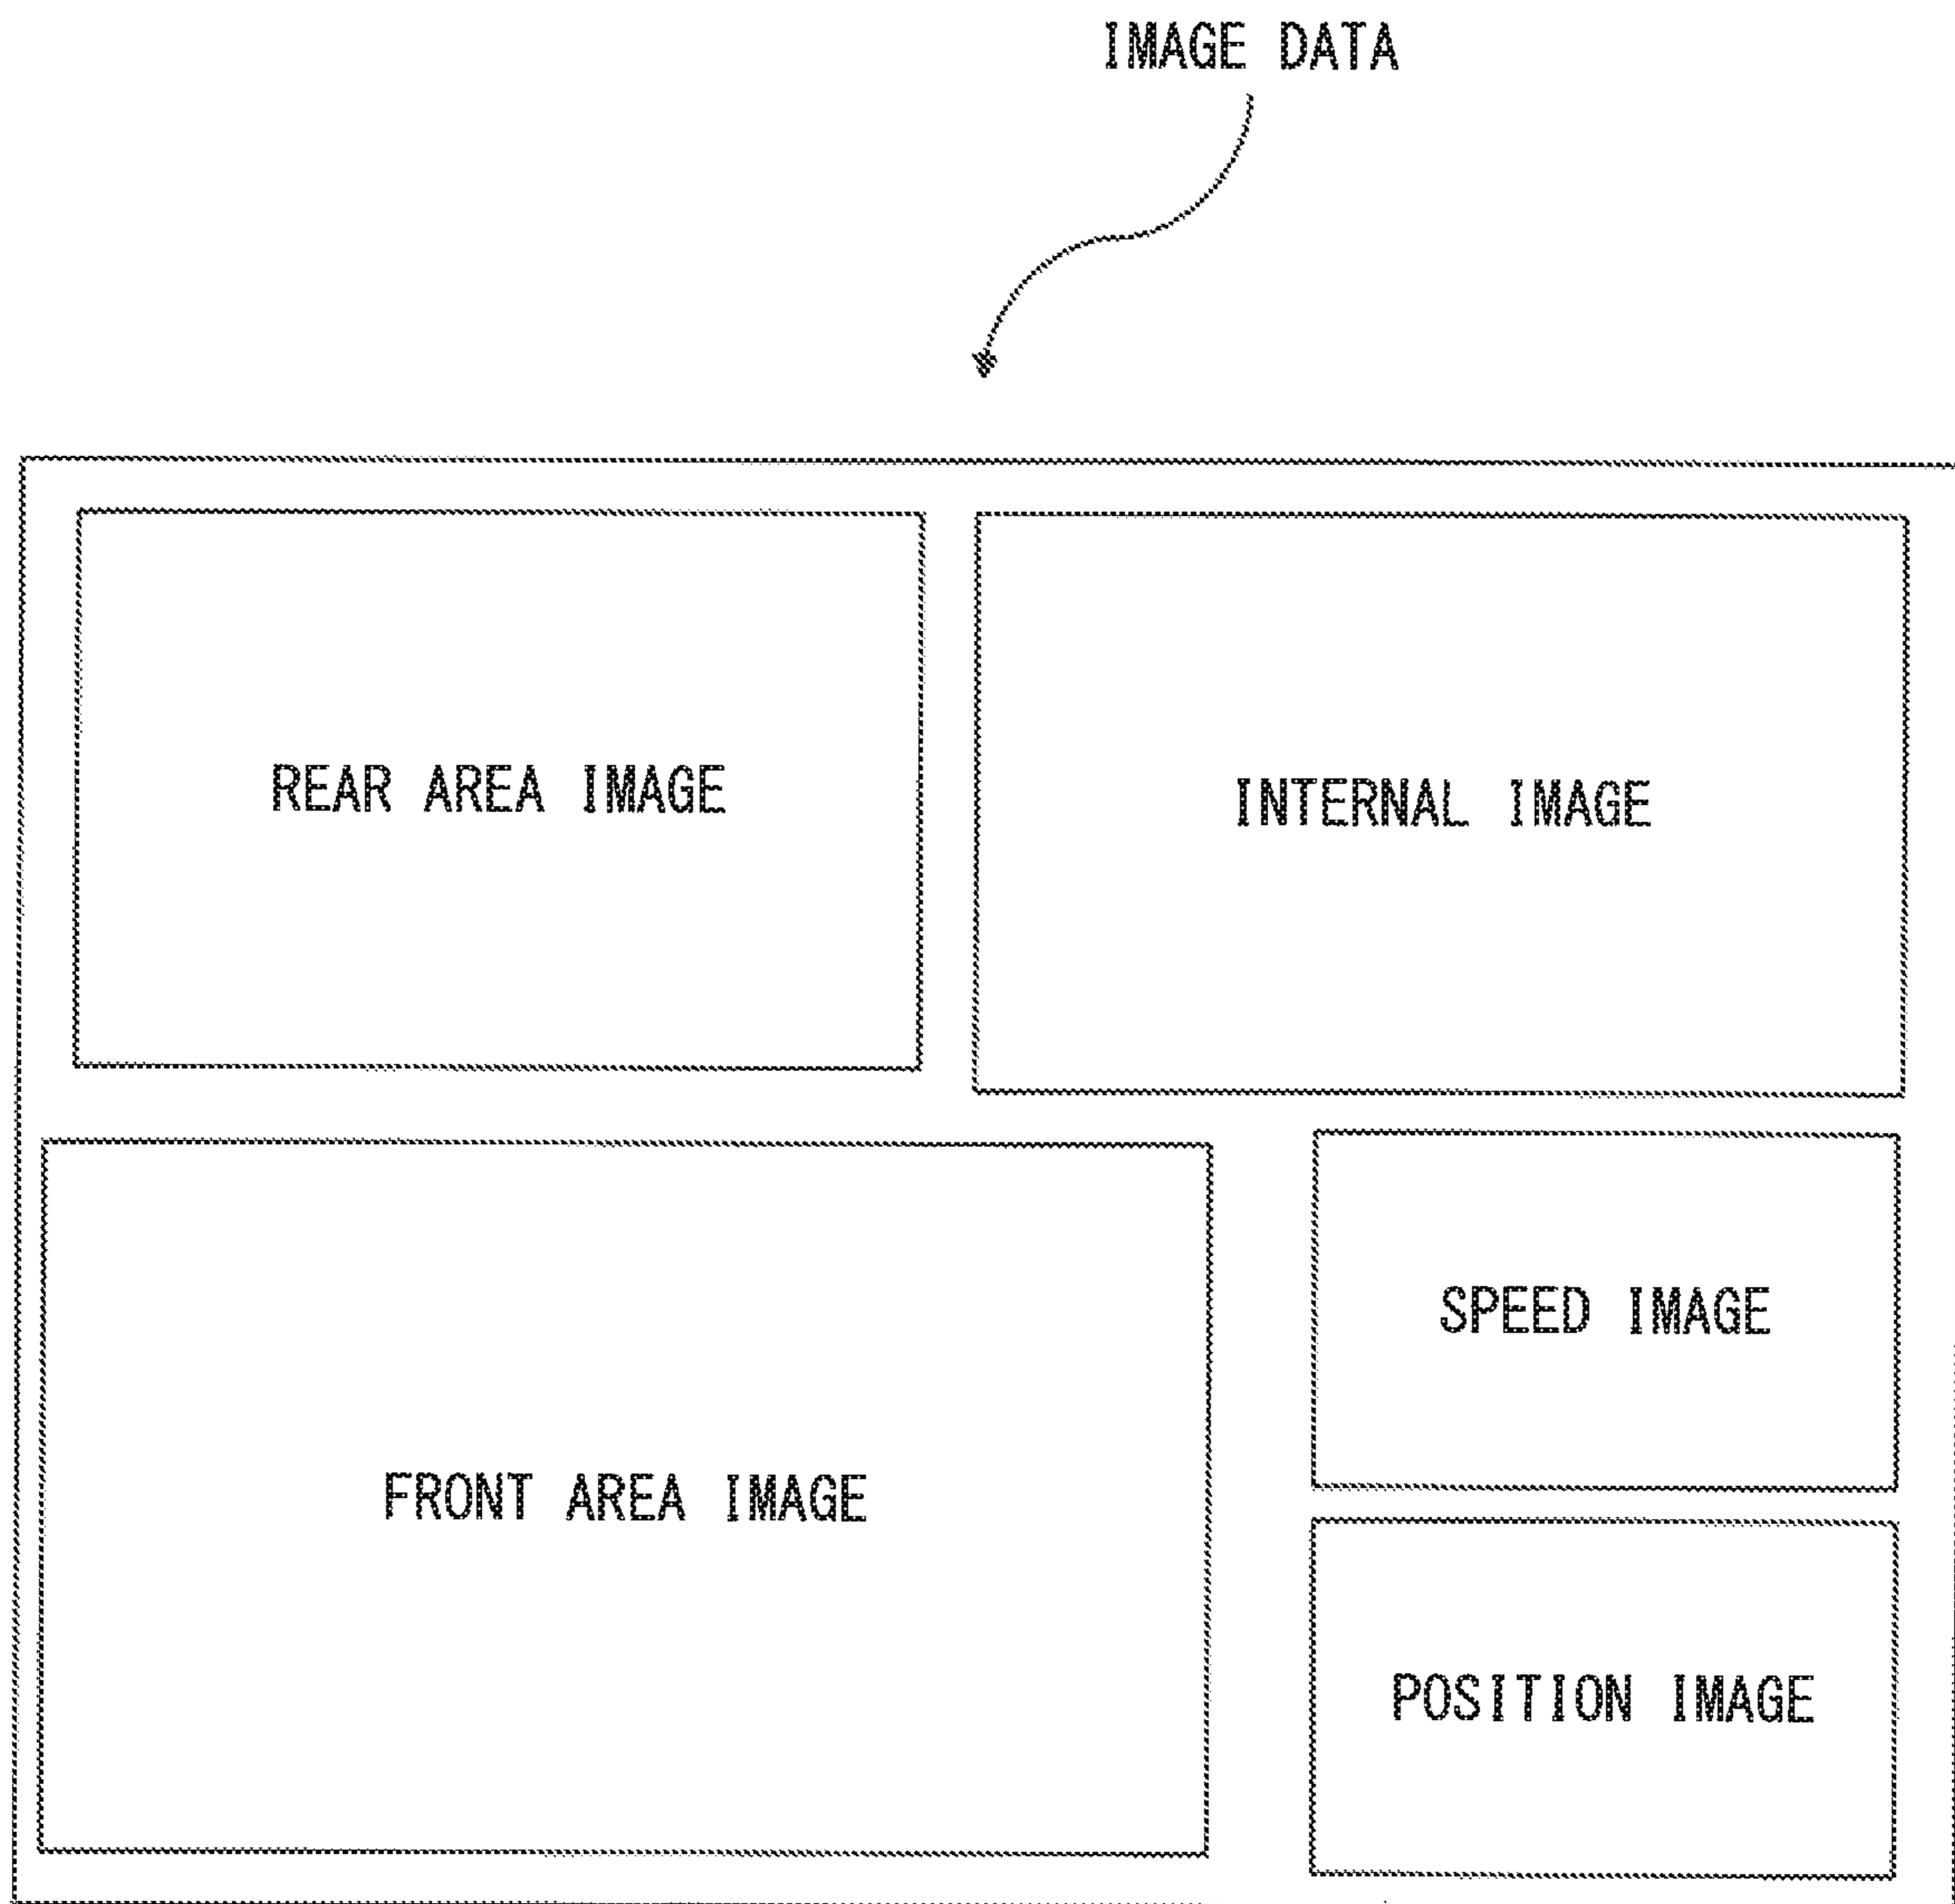 IMAGE DATA
REAR AREA IMAGE
INTERNAL IMAGE
FRONT AREA IMAGE
SPEED IMAGE
POSITION IMAGE